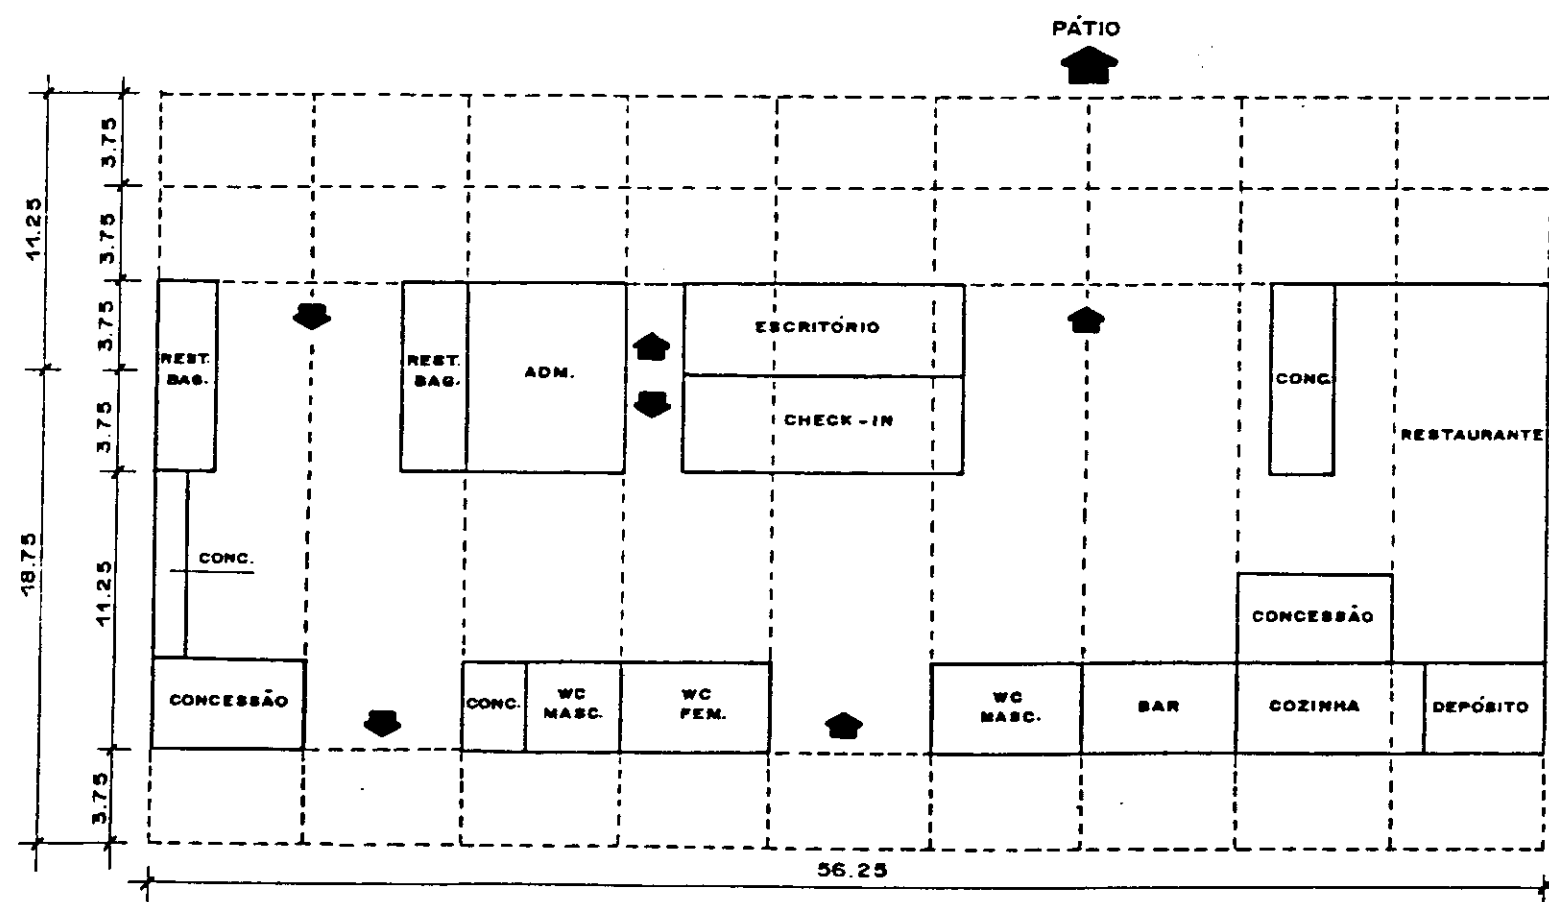 PÁTIO
3.75
11.25
3.75
3.75
ESCRITÓRIO
REST.
BAG.
REST.
BAG.
ADM.
CONC.
3.75
CHECK-IN
RESTAURANTE
18.75
11.25
CONC.
CONCESSÃO
CONCESSÃO
CONC.
WC
MASC.
WC
FEM.
WC
MASC.
BAR
COZINHA
DEPÓSITO
3.75
56.25